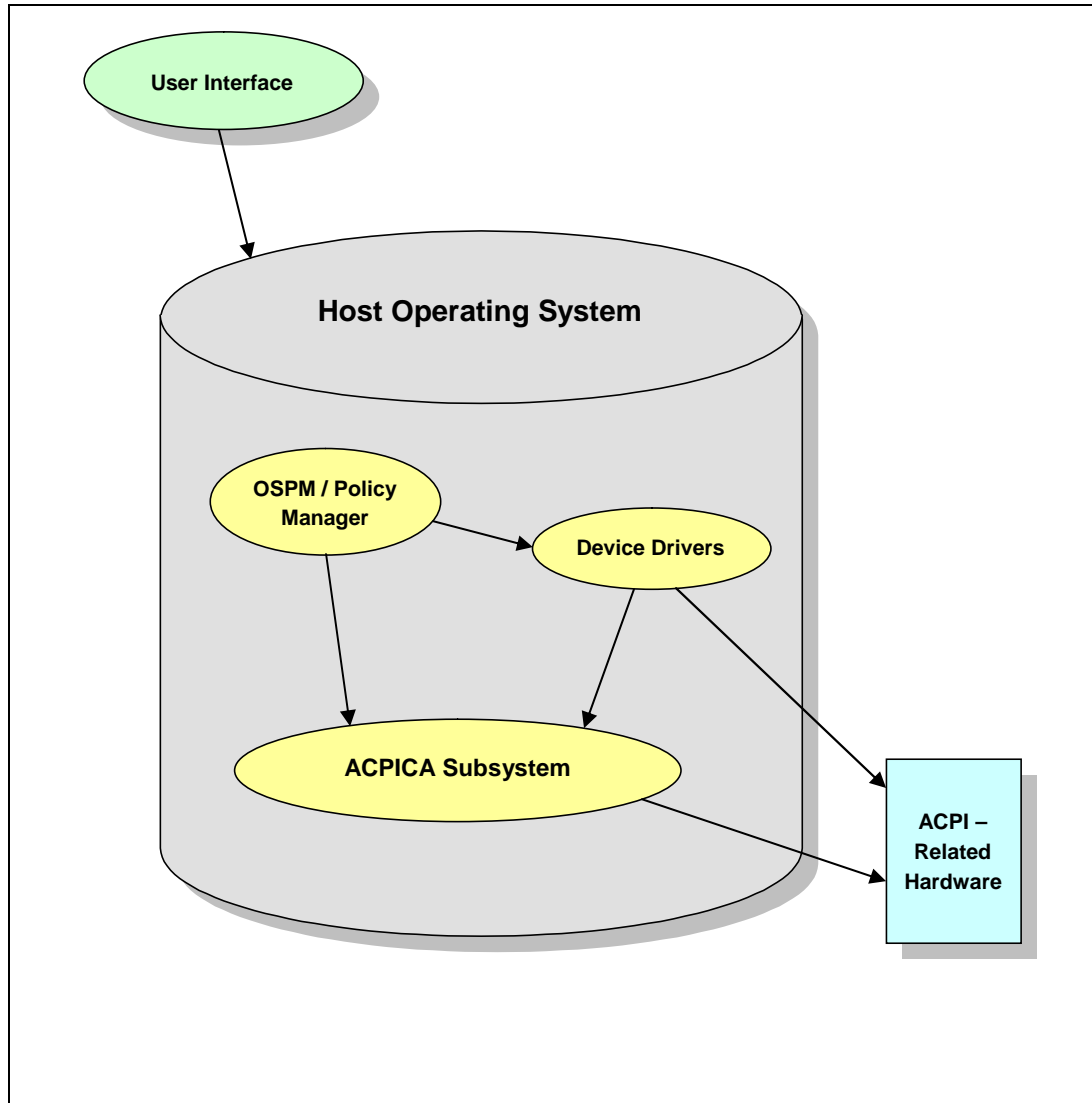 User Interface
Host Operating System
OSPM / Policy
Manager
Device Drivers
ACPICA Subsystem
ACPI –
Related
Hardware